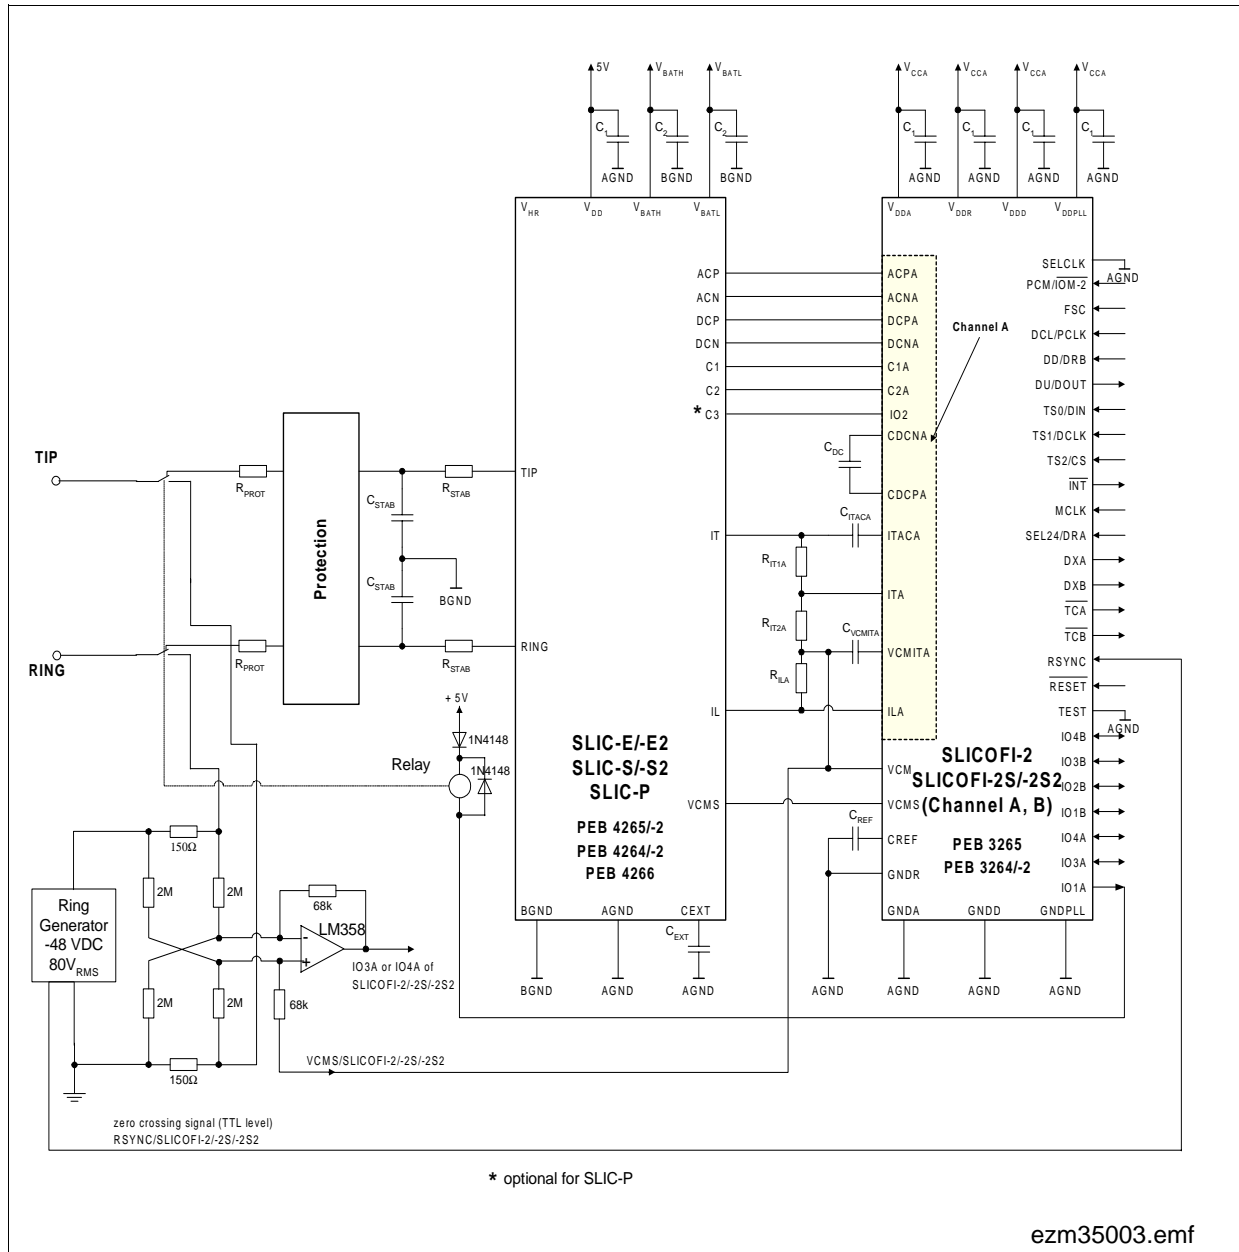 5V
VBATH
VBATL
VCCA
VCCA
VCCA
VCCA
C1
C2
C2
C1
C1
C1
C1
AGND
BGND
BGND
AGND
AGND
AGND
AGND
VHR
VDD
VBATH
VBATL
VDDA
VDDR
VDDD
VDDPLL
ACP
ACN
DCP
DCN
C1
C2
* C3
ACPA
ACNA
DCPA
DCNA
C1A
C2A
IO2
CDCNA
CDC
CDCPA
Channel A
SELCLK
AGND
PCM/IOM-2
FSC
DCL/PCLK
DD/DRB
DU/DOUT
TS0/DIN
TS1/DCLK
TS2/CS
INT
MCLK
SEL24/DRA
DXA
DXB
TCA
TCB
RSYNC
RESET
TEST
AGND
IO4B
IO3B
IO2B
IO1B
IO4A
IO3A
IO1A
TIP
RPROT
Protection
CSTAB
RSTAB
TIP
CSTAB
BGND
RING
RPROT
RSTAB
RING
IT
CITACA
ITACA
RIT1A
ITA
RIT2A
CVCMITA
VCMITA
RILA
IL
ILA
+ 5V
1N4148
Relay
1N4148
SLIC-E/-E2
SLIC-S/-S2
SLIC-P
PEB 4265/-2
PEB 4264/-2
PEB 4266
VCM
VCMS
VCMS
CREF
CREF
GNDR
SLICOFI-2
SLICOFI-2S/-2S2
(Channel A, B)
PEB 3265
PEB 3264/-2
150Ω
2M
2M
68k
LM358
-
+
Ring
Generator
-48 VDC
80VRMS
IO3A or IO4A of
SLICOFI-2/-2S/-2S2
2M
2M
68k
150Ω
BGND
AGND
CEXT
CEXT
GNDA
GNDD
GNDPLL
BGND
AGND
AGND
AGND
AGND
AGND
AGND
VCMS/SLICOFI-2/-2S/-2S2
zero crossing signal (TTL level)
RSYNC/SLICOFI-2/-2S/-2S2
* optional for SLIC-P
ezm35003.emf